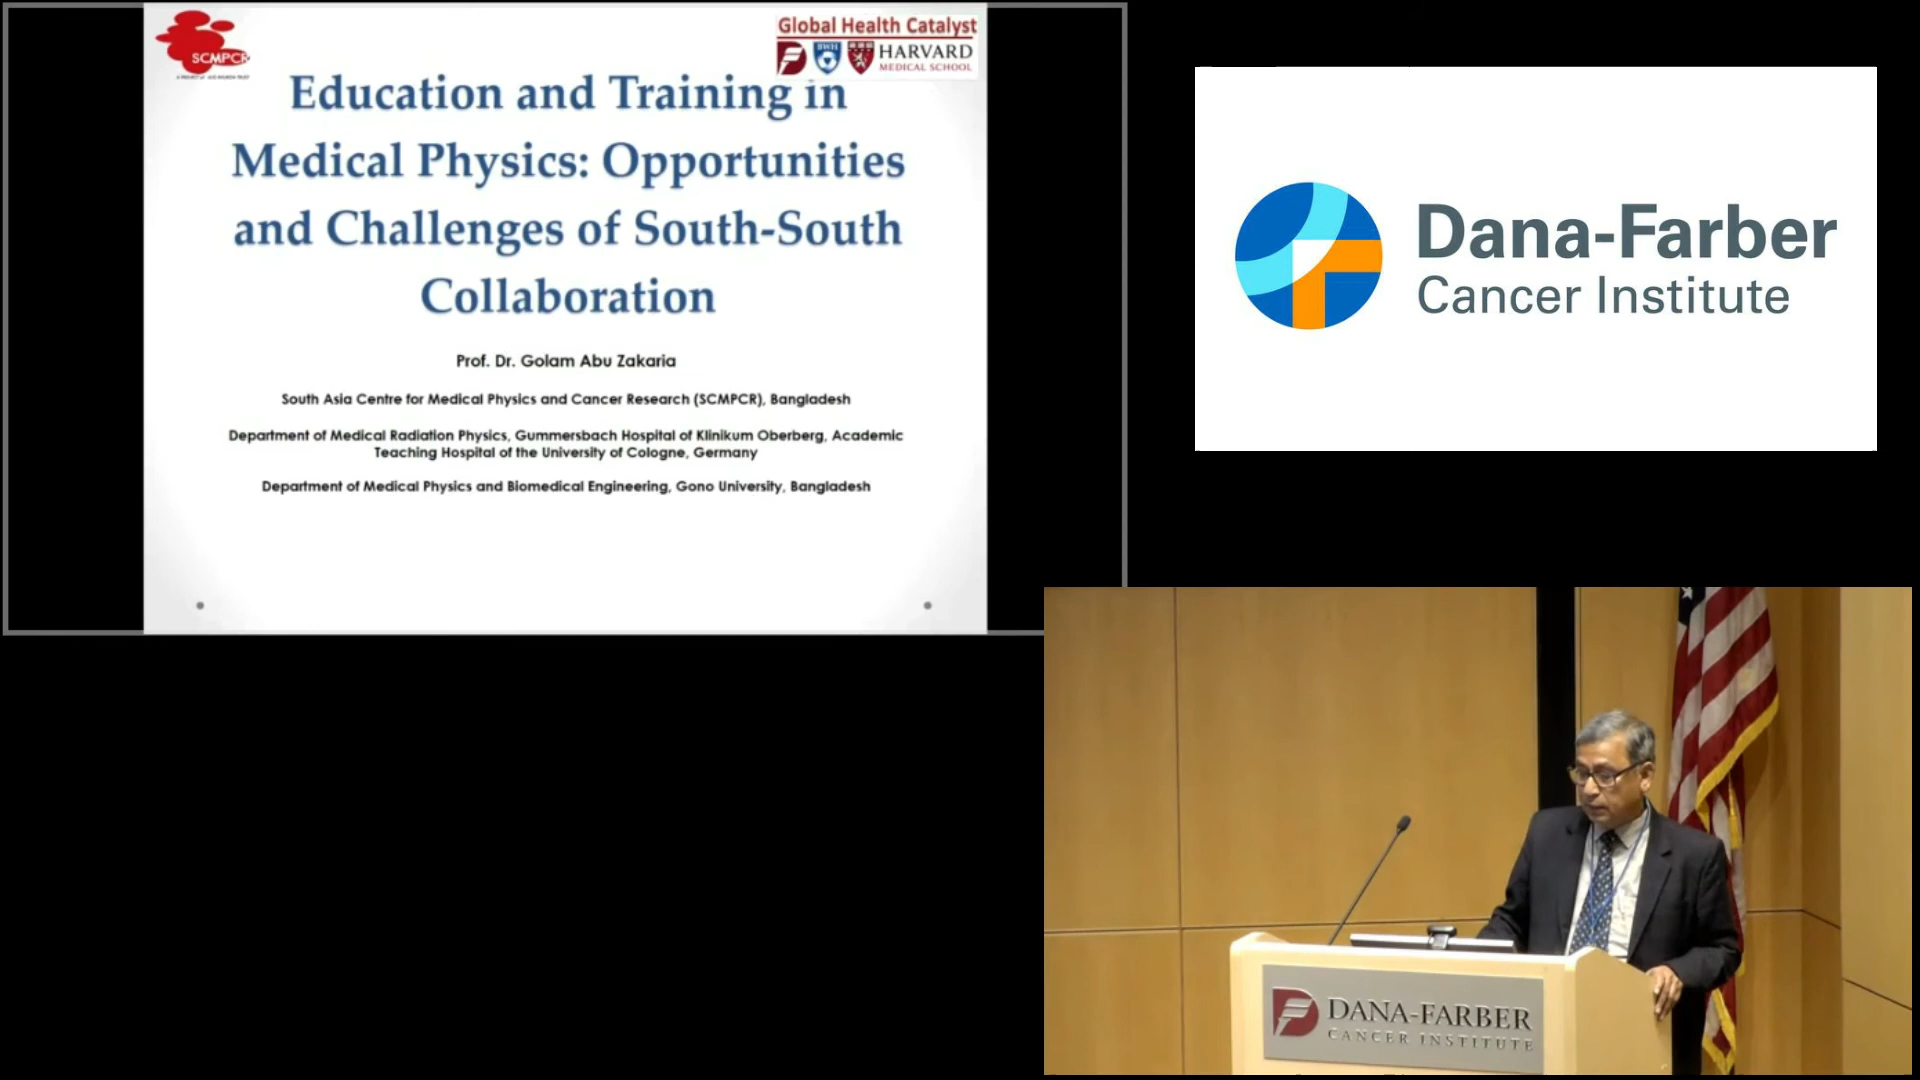 SCMPCR
Global Health Catalyst
BWH
HARVARD
MEDICAL SCHOOL
Education and Training in
Medical Physics: Opportunities
and Challenges of South-South
Collaboration
Prof. Dr. Golam Abu Zakaria
South Asia Centre for Medical Physics and Cancer Research (SCMPCR), Bangladesh
Department of Medical Radiation Physics, Gummersbach Hospital of Klinikum Oberberg, Academic
Teaching Hospital of the University of Cologne, Germany
Department of Medical Physics and Biomedical Engineering, Gono University, Bangladesh
Dana-Farber
Cancer Institute
DANA-FARBER
CANCER INSTITUTE